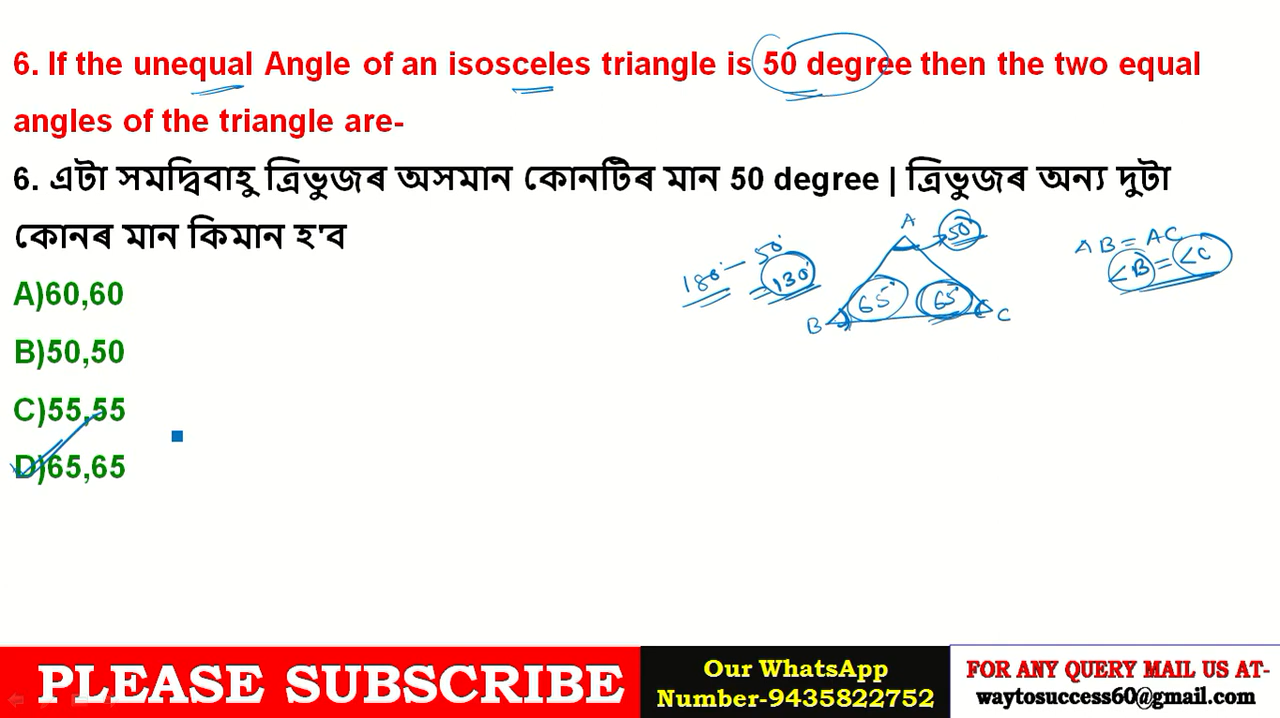 6. If the unequal Angle of an isosceles triangle is 50 degree then the two equal
angles of the triangle are-
6. এটা সমদ্বিবাহু ত্ৰিভুজৰ অসমান কোনটিৰ মান 50 degree | ত্ৰিভুজৰ অন্য দুটা
কোনৰ মান কিমান হ'ব
A)60,60
B)50,50
C)55,55
D)65,65
180° - 50°
130°
A
50°
65° 65°
B C
AB = AC
∠B = ∠C
PLEASE SUBSCRIBE
Our WhatsApp
Number-9435822752
FOR ANY QUERY MAIL US AT-
waytosuccess60@gmail.com